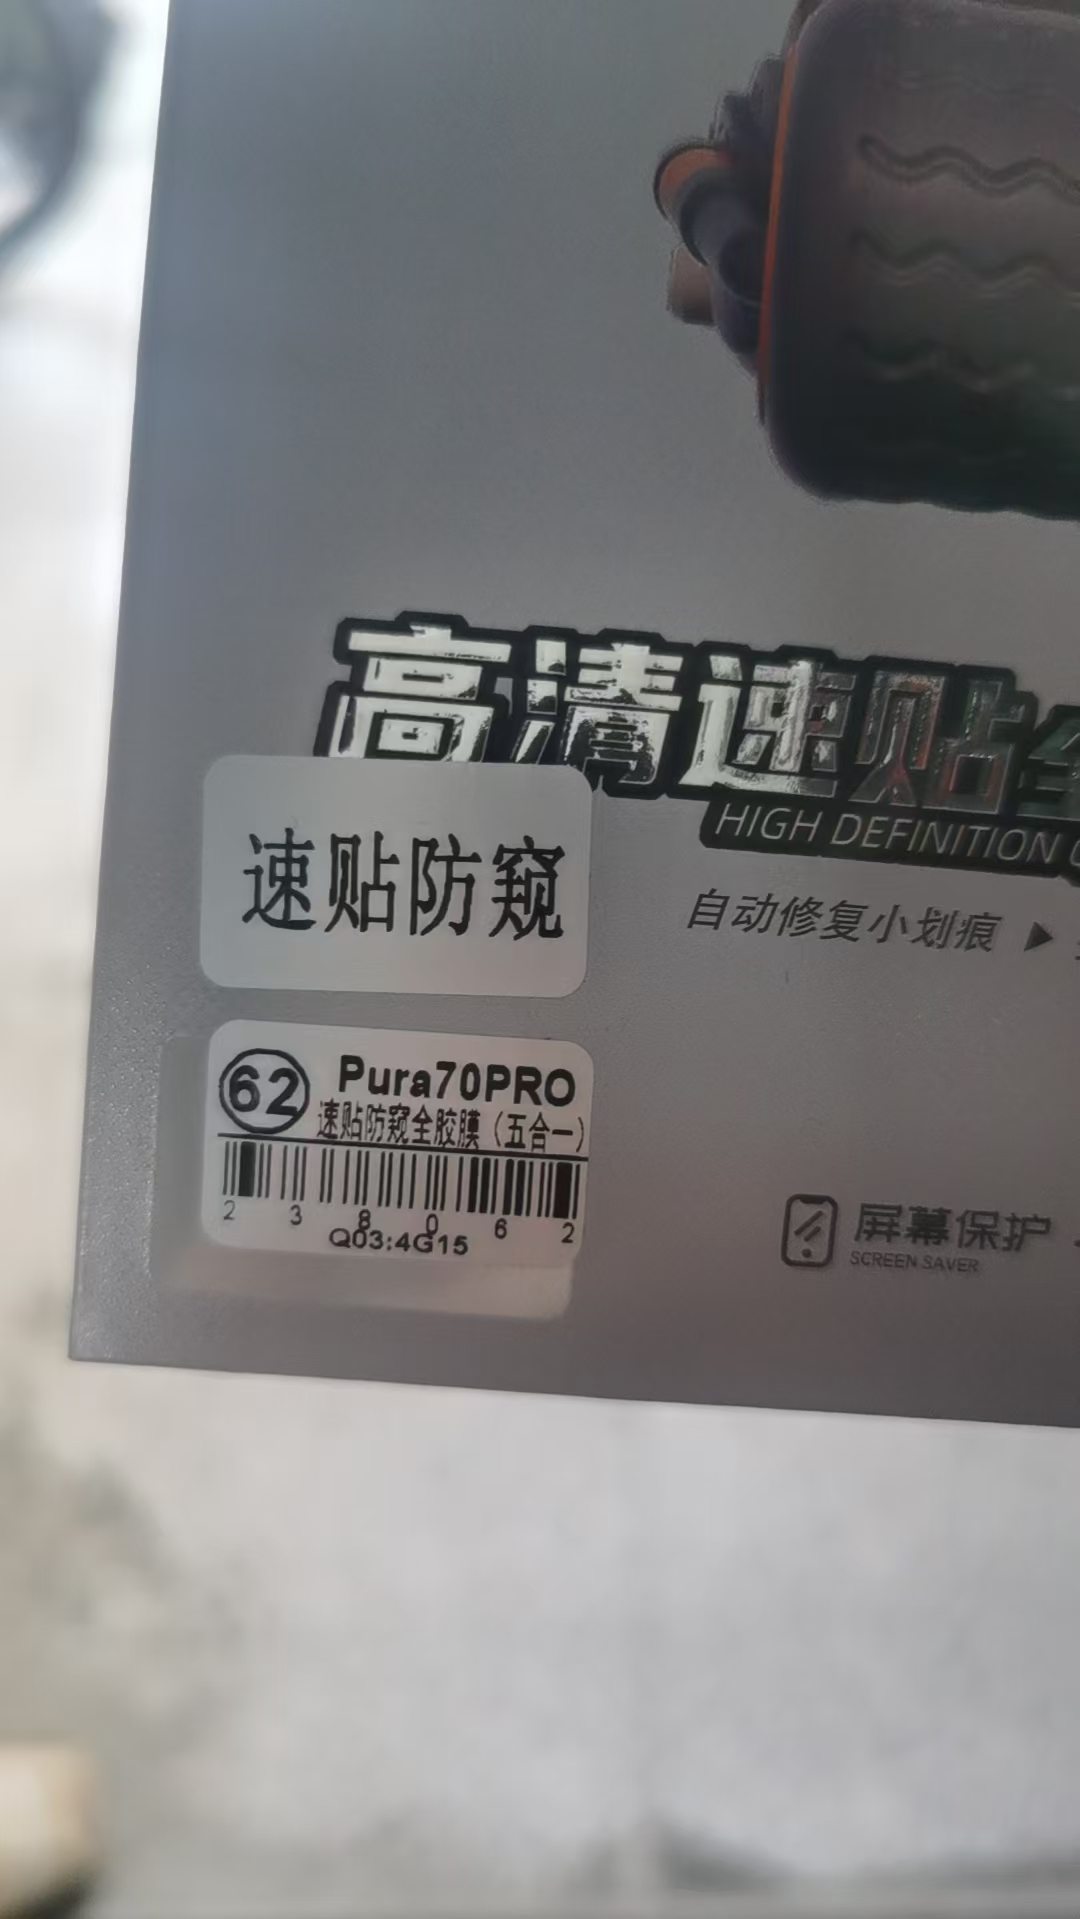 高清速贴
HIGH DEFINITION
速贴防窥
自动修复小划痕 ▶
62 Pura70PRO
速贴防窥全胶膜（五合一）
2 3 8 0 6 2
Q03:4G15
屏幕保护
SCREEN SAVER